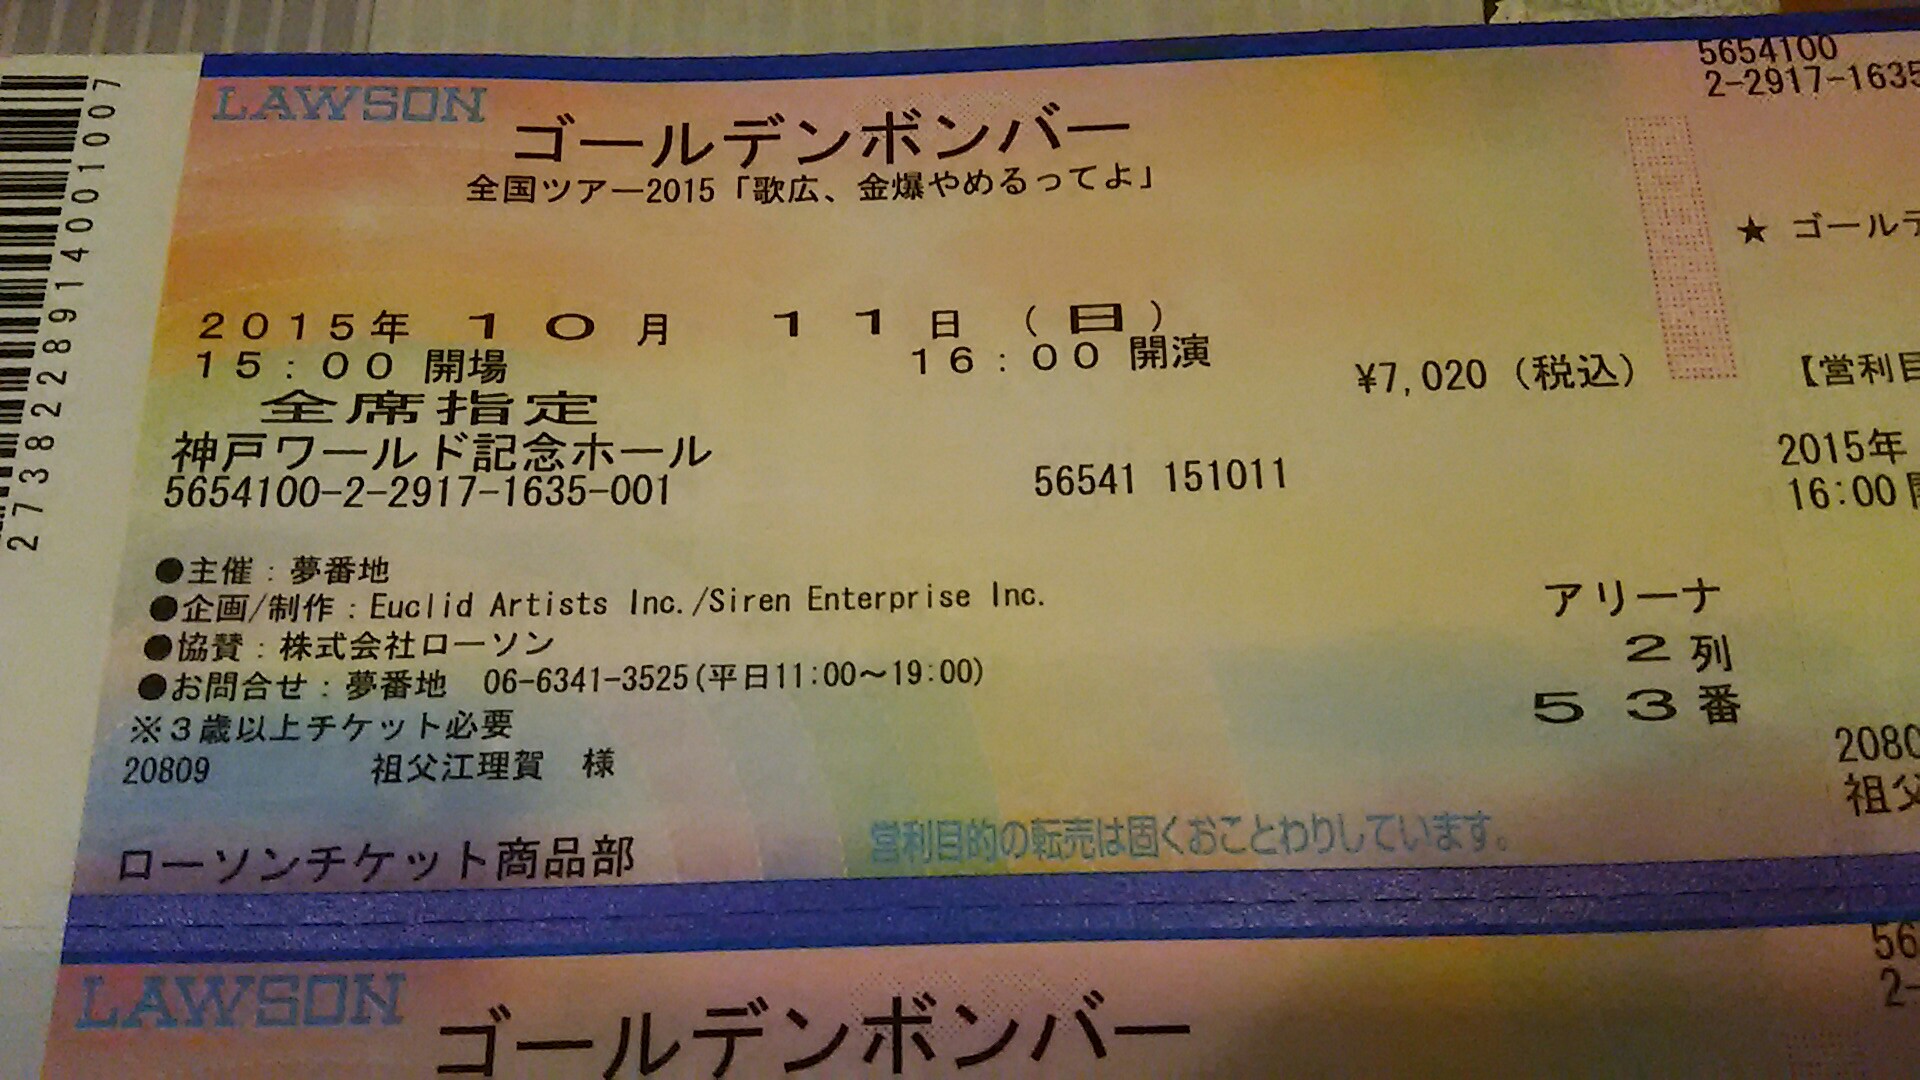 LAWSON
ゴールデンボンバー
全国ツアー2015「歌広、金爆やめるってよ」
2015年 10月 11日(日)
15:00 開場 16:00 開演
¥7,020(税込)
全席指定
神戸ワールド記念ホール
5654100-2-2917-1635-001 56541 151011
●主催:夢番地
●企画/制作:Euclid Artists Inc./Siren Enterprise Inc.
●協賛:株式会社ローソン
●お問合せ:夢番地 06-6341-3525(平日11:00~19:00)
※3歳以上チケット必要
20809 祖父江理賀 様
アリーナ
2列
53番
ローソンチケット商品部
営利目的の転売は固くおことわりしています。
2738228914001007
5654100
2-2917-1635
★ ゴールデ
【営利目
2015年
16:00
2080
祖父
LAWSON
ゴールデンボンバー
56
2-